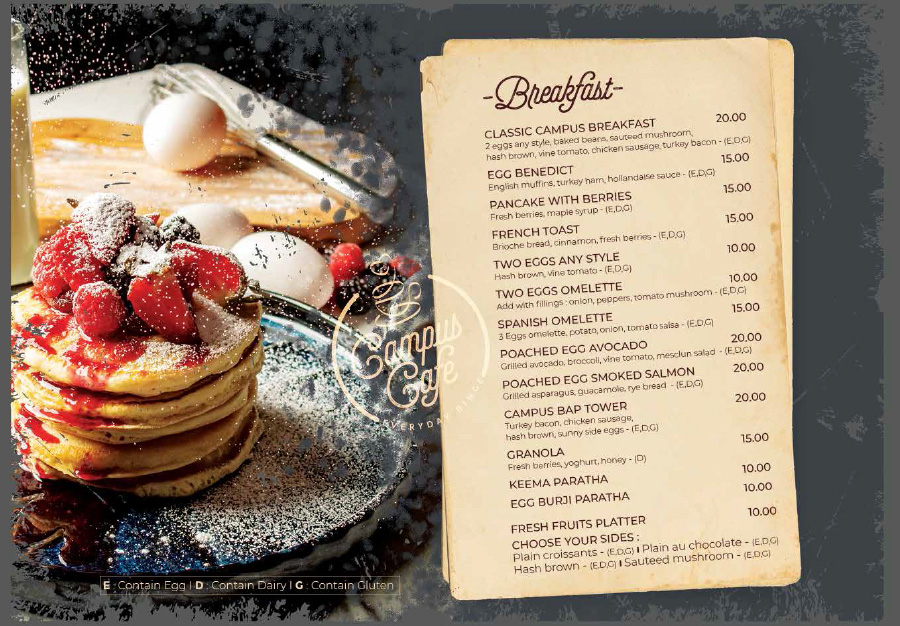 -Breakfast-
CLASSIC CAMPUS BREAKFAST 20.00
2 eggs any style, baked beans, sauteed mushroom,
hash brown, vine tomato, chicken sausage, turkey bacon - (E,D,G)
EGG BENEDICT 15.00
English muffins, turkey ham, hollandaise sauce - (E,D,G)
PANCAKE WITH BERRIES 15.00
Fresh berries, maple syrup - (E,D,G)
FRENCH TOAST 15.00
Brioche bread, cinnamon, fresh berries - (E,D,G)
TWO EGGS ANY STYLE 10.00
Hash brown, vine tomato - (E,D,G)
TWO EGGS OMELETTE 10.00
Add with fillings : onion, peppers, tomato mushroom - (E,D,G)
SPANISH OMELETTE 15.00
3 Eggs omelette, potato, onion, tomato salsa - (E,D,G)
POACHED EGG AVOCADO 20.00
Grilled avocado, broccoli, vine tomato, mesclun salad - (E,D,G)
POACHED EGG SMOKED SALMON 20.00
Grilled asparagus, guacamole, rye bread - (E,D,G)
CAMPUS BAP TOWER 20.00
Turkey bacon, chicken sausage,
hash brown, sunny side eggs - (E,D,G)
GRANOLA 15.00
Fresh berries, yoghurt, honey - (D)
KEEMA PARATHA 10.00
EGG BURJI PARATHA 10.00
FRESH FRUITS PLATTER 10.00
CHOOSE YOUR SIDES :
Plain croissants - (E,D,G) I Plain au chocolate - (E,D,G)
Hash brown - (E,D,G) I Sauteed mushroom - (E,D,G)
Campus
Cafe
EVERYDAY
E : Contain Egg I D : Contain Dairy I G : Contain Gluten